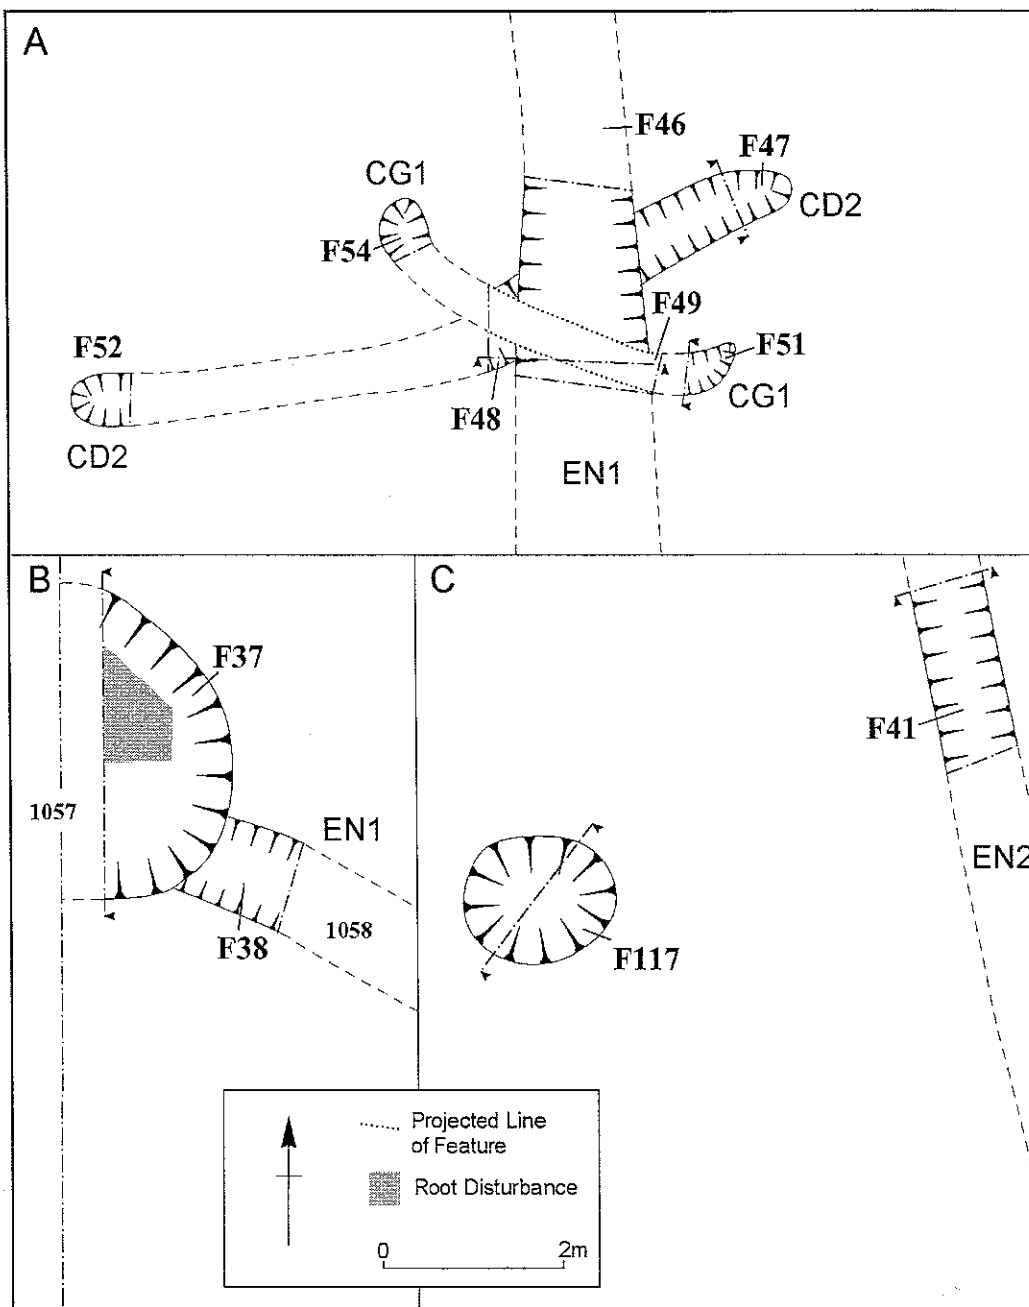 A
F46
F47
CG1
CD2
F54
F49
F52
F51
F48
CG1
CD2
EN1
B
C
F37
F41
1057
EN1
EN2
F38
1058
F117
Projected Line
of Feature
Root Disturbance
0
2m